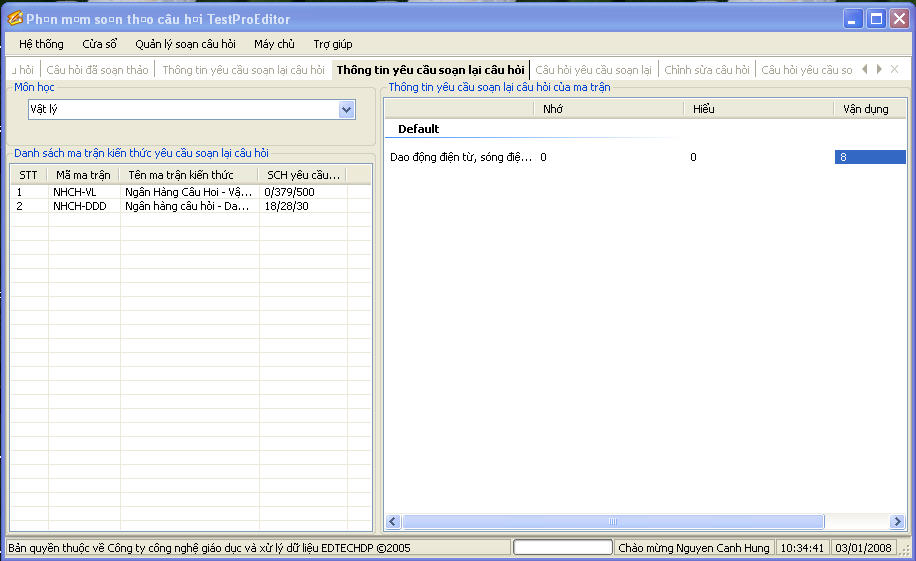 Ph¤n m¤m so¤n th¤o câu h¤i TestProEditor
Hệ thống Cửa sổ Quản lý soạn câu hỏi Máy chủ Trợ giúp
u hỏi Câu hỏi đã soạn thảo Thông tin yêu cầu soạn lại câu hỏi Thông tin yêu cầu soạn lại câu hỏi Câu hỏi yêu cầu soạn lại Chỉnh sửa câu hỏi Câu hỏi yêu cầu so
Môn học
Vật lý
Danh sách ma trận kiến thức yêu cầu soạn lại câu hỏi
STT Mã ma trận Tên ma trận kiến thức SCH yêu cầu...
1 NHCH-VL Ngân Hàng Câu Hoi - Vậ... 0/379/500
2 NHCH-DDD Ngân hàng câu hỏi - Da... 18/28/30
Thông tin yêu cầu soạn lại câu hỏi của ma trận
Nhớ Hiểu Vận dụng
Default
Dao động điện từ, sóng điệ... 0 0 8
Bản quyền thuộc về Công ty công nghệ giáo dục và xử lý dữ liệu EDTECHDP ©2005 Chào mừng Nguyen Canh Hung 10:34:41 03/01/2008